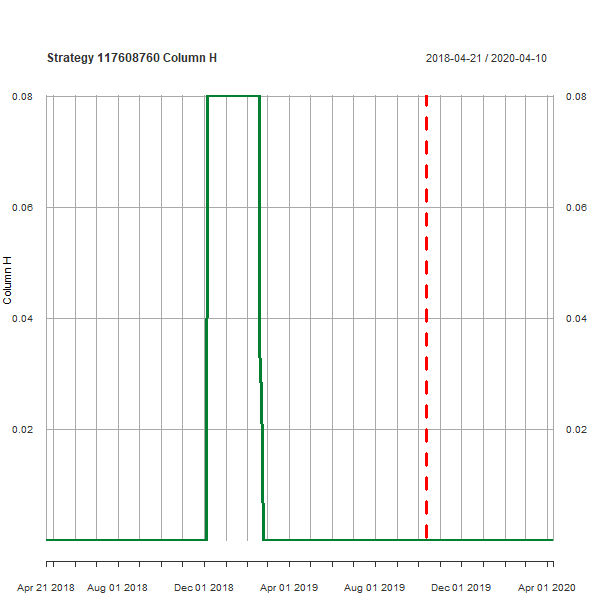 Strategy 117608760 Column H
2018-04-21 / 2020-04-10
0.08
0.08
0.06
0.06
Column H
0.04
0.04
0.02
0.02
Apr 21 2018
Aug 01 2018
Dec 01 2018
Apr 01 2019
Aug 01 2019
Dec 01 2019
Apr 01 2020